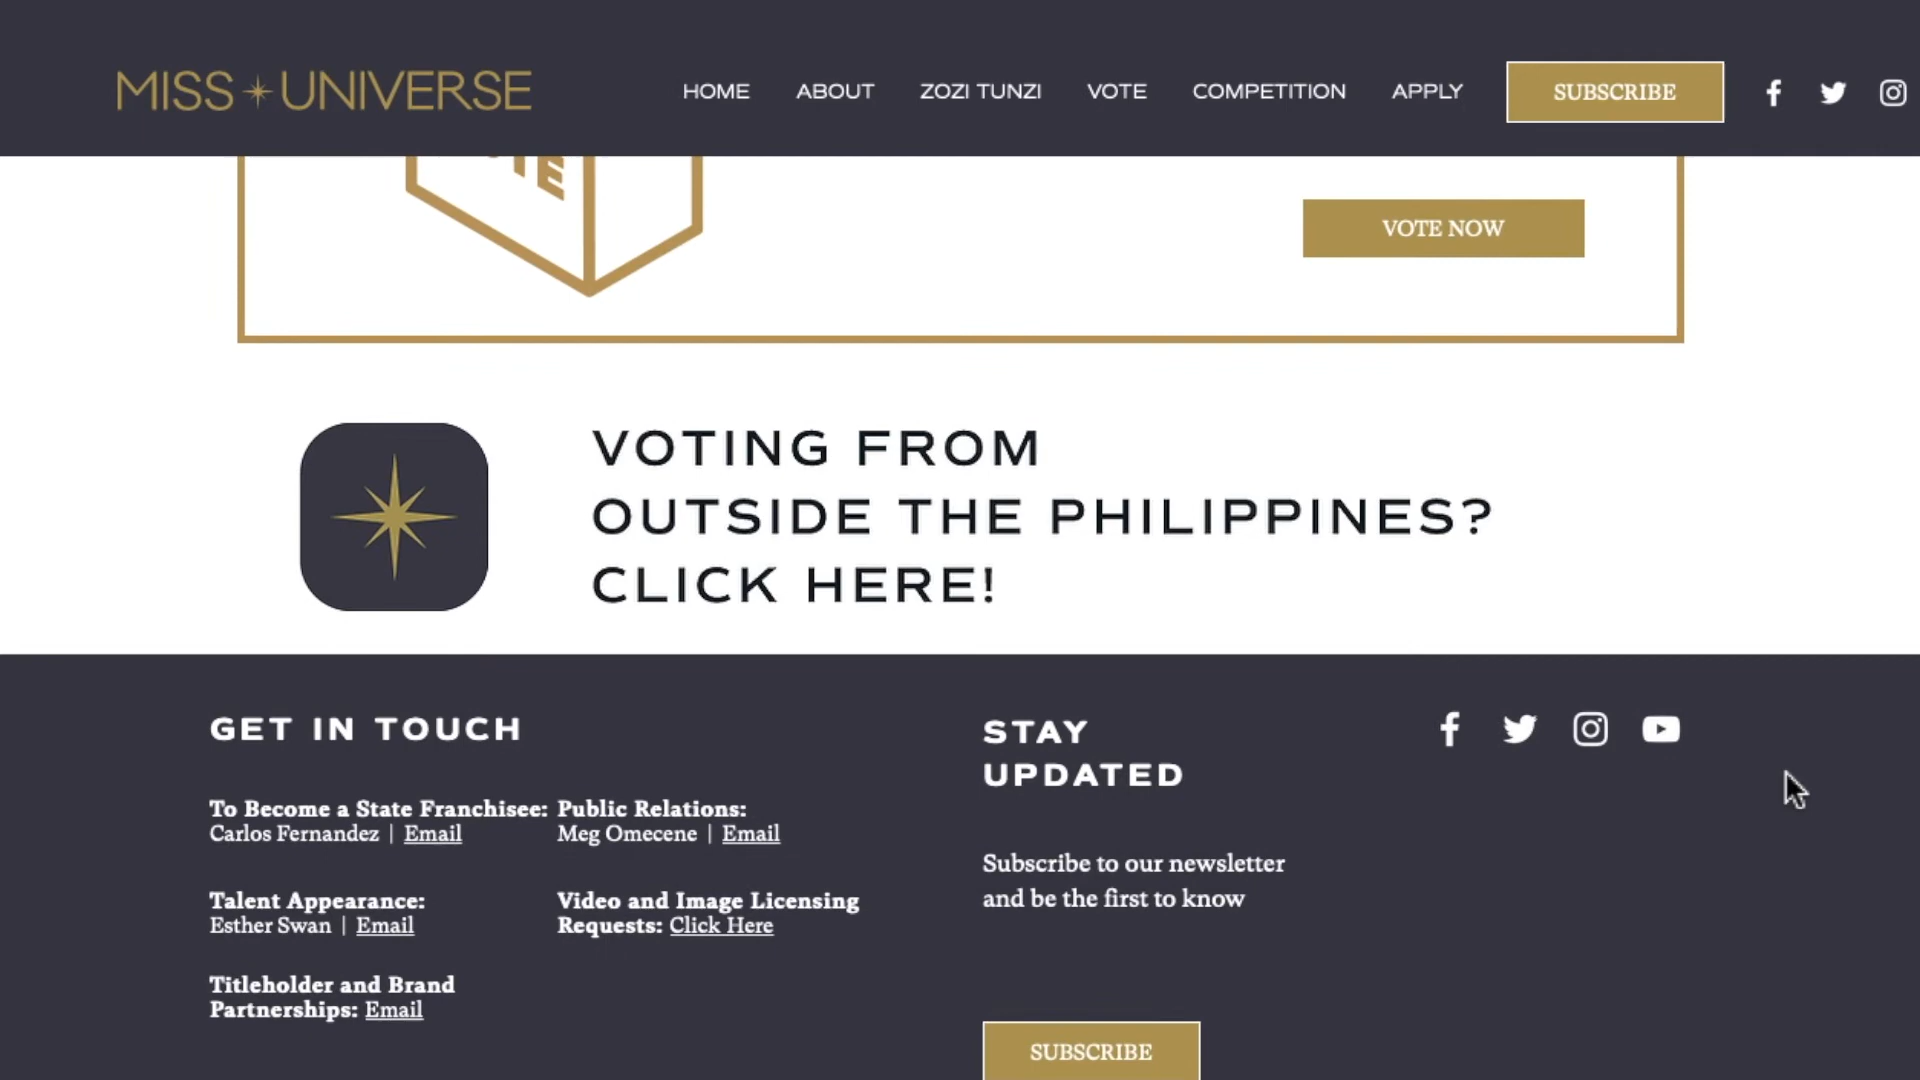 MISS UNIVERSE
HOME ABOUT ZOZI TUNZI VOTE COMPETITION APPLY SUBSCRIBE
VOTE NOW
VOTING FROM
OUTSIDE THE PHILIPPINES?
CLICK HERE!
GET IN TOUCH
To Become a State Franchisee:
Carlos Fernandez | Email
Public Relations:
Meg Omecene | Email
Talent Appearance:
Esther Swan | Email
Video and Image Licensing
Requests: Click Here
Titleholder and Brand
Partnerships: Email
STAY
UPDATED
Subscribe to our newsletter
and be the first to know
SUBSCRIBE